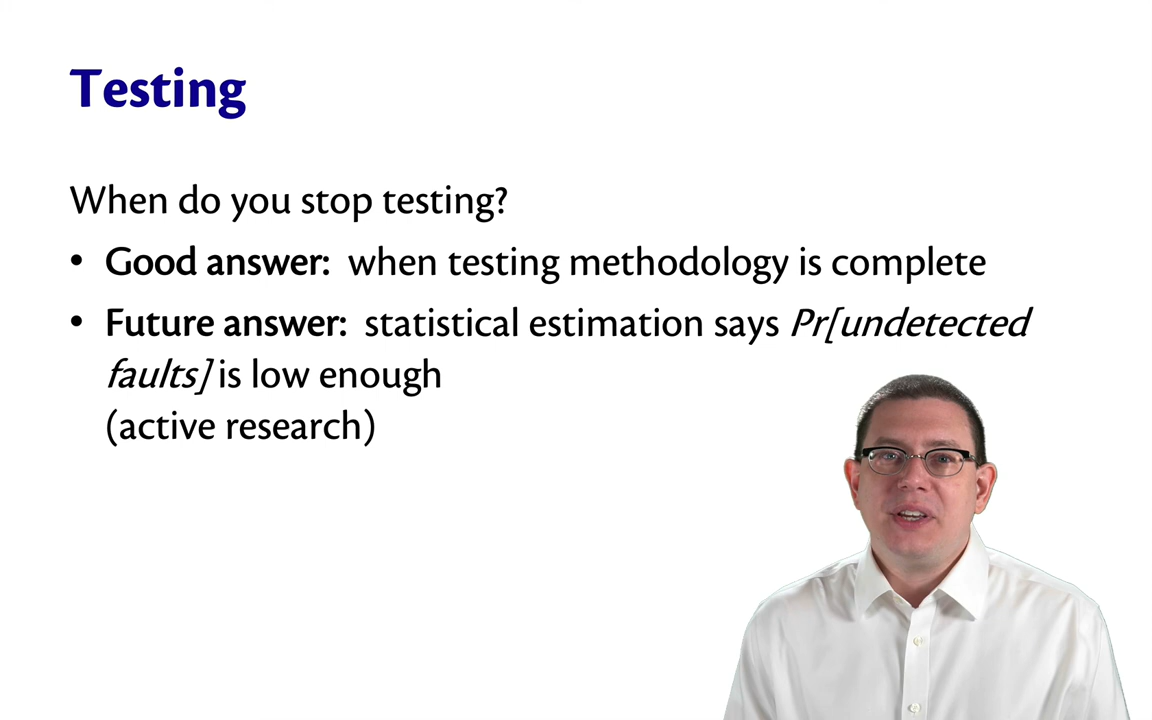 Testing
When do you stop testing?
• Good answer: when testing methodology is complete
• Future answer: statistical estimation says Pr[undetected
faults] is low enough
(active research)